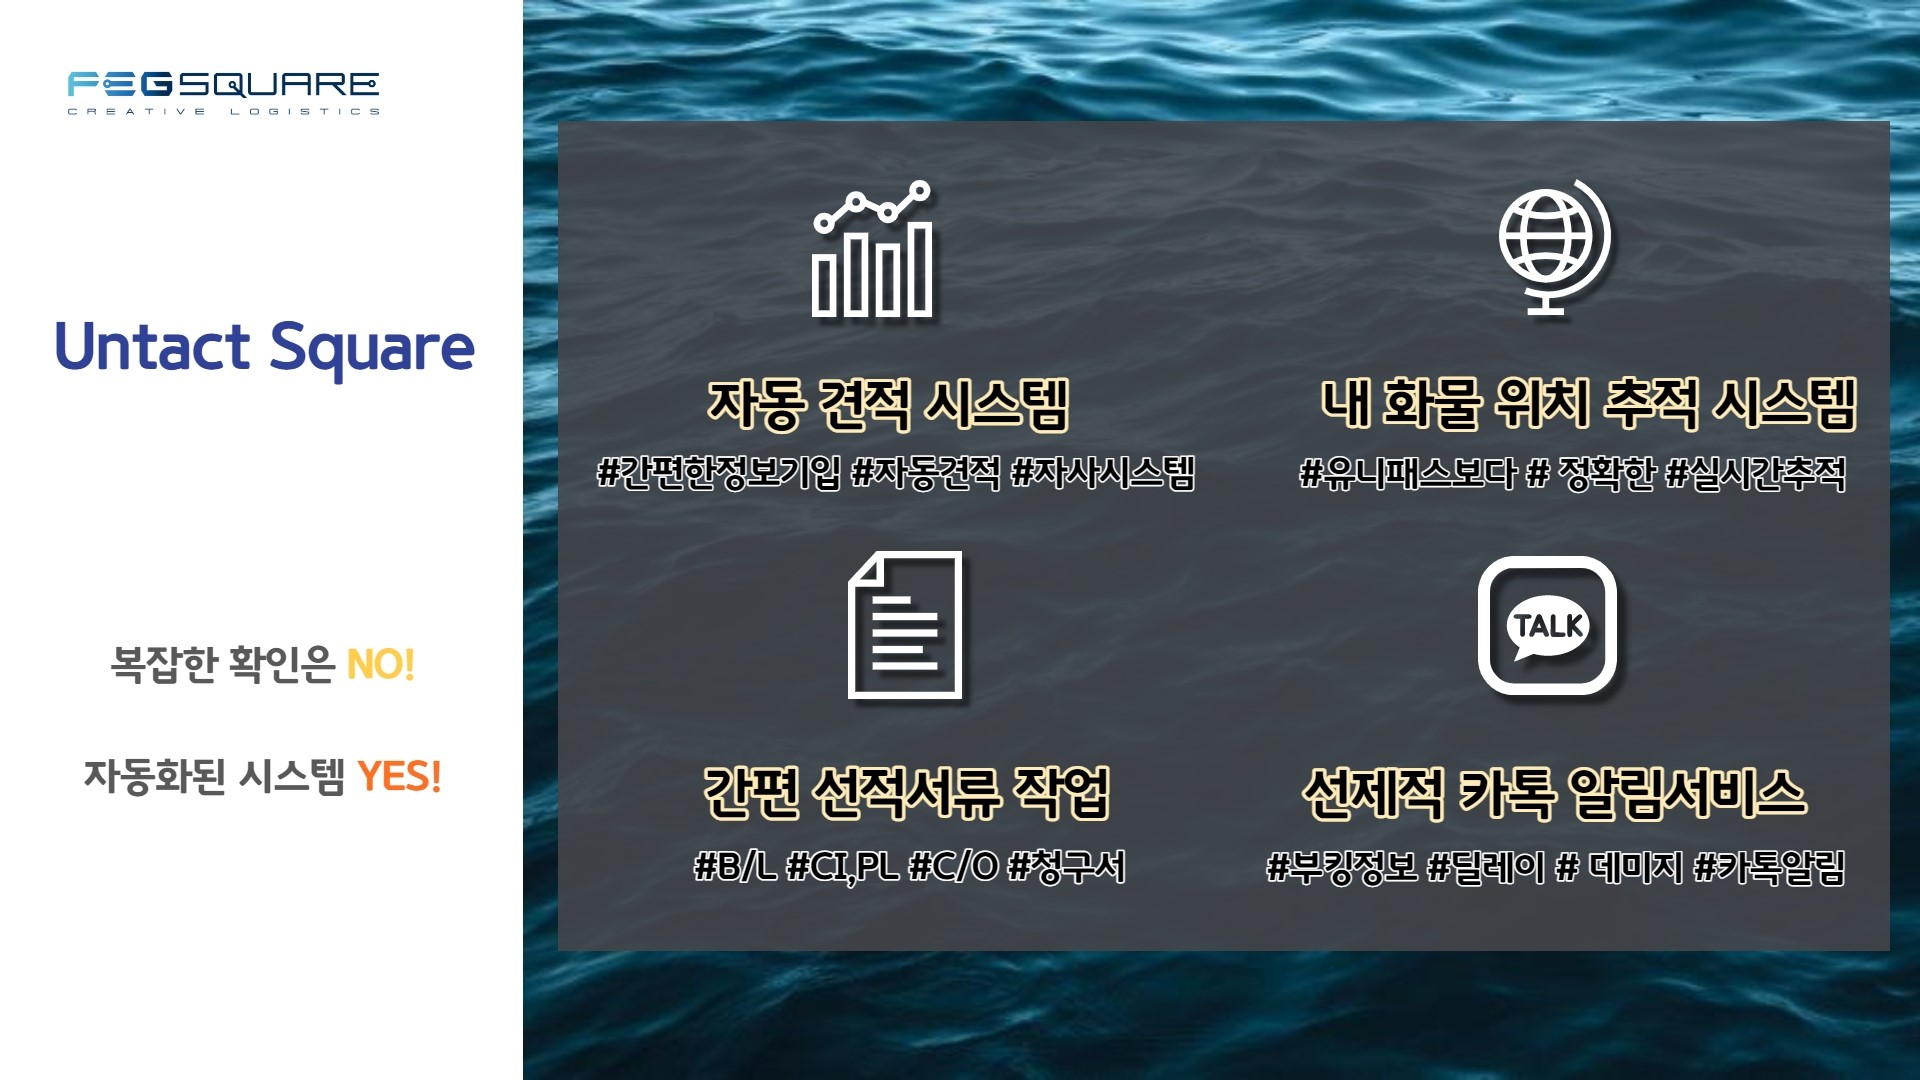 FEGSQUARE
CREATIVE LOGISTICS
Untact Square
복잡한 확인은 NO!
자동화된 시스템 YES!
자동 견적 시스템
#간편한정보기입 #자동견적 #자사시스템
내 화물 위치 추적 시스템
#유니패스보다 # 정확한 #실시간추적
간편 선적서류 작업
#B/L #CI,PL #C/O #청구서
TALK
선제적 카톡 알림서비스
#부킹정보 #딜레이 # 데미지 #카톡알림